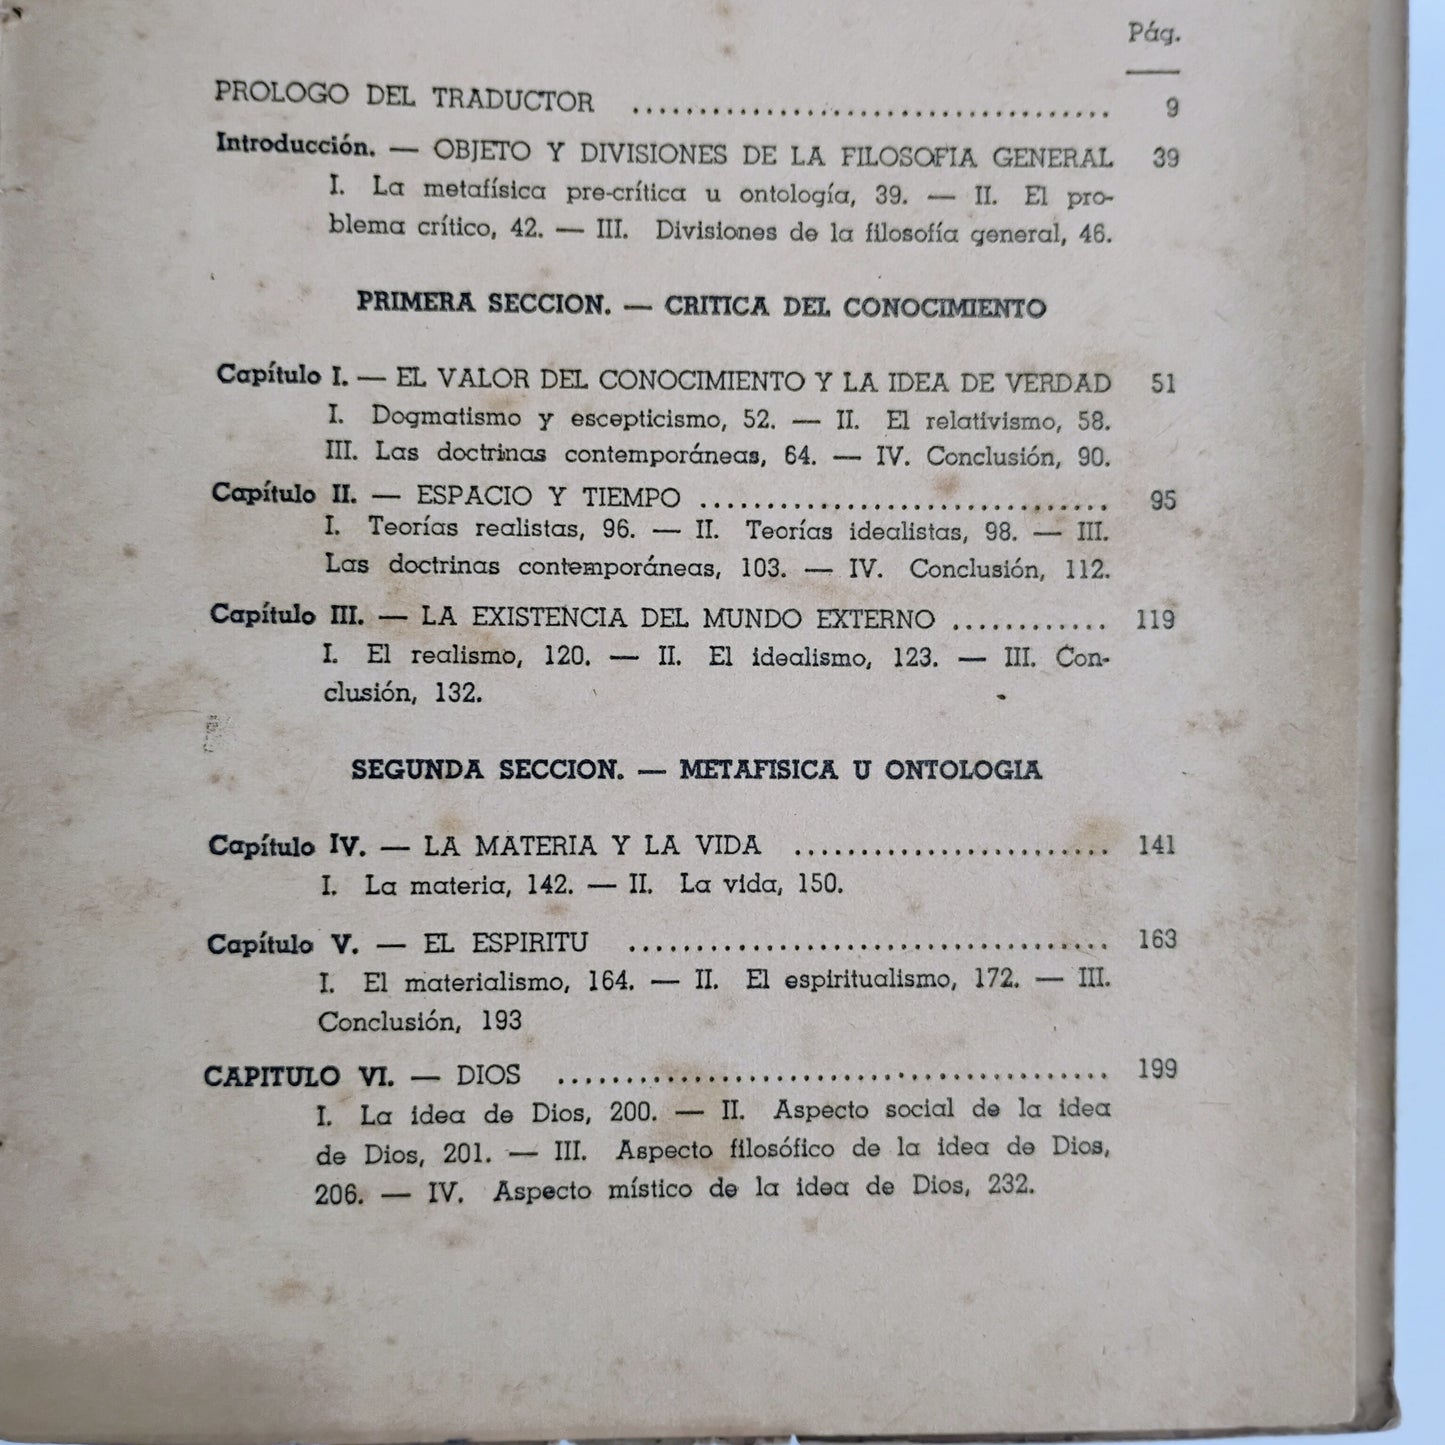 Pág.
PROLOGO DEL TRADUCTOR .................................... 9
Introducción. — OBJETO Y DIVISIONES DE LA FILOSOFIA GENERAL 39
I. La metafísica pre-crítica u ontología, 39. — II. El pro-
blema crítico, 42. — III. Divisiones de la filosofía general, 46.
PRIMERA SECCION. — CRITICA DEL CONOCIMIENTO
Capítulo I. — EL VALOR DEL CONOCIMIENTO Y LA IDEA DE VERDAD 51
I. Dogmatismo y escepticismo, 52. — II. El relativismo, 58.
III. Las doctrinas contemporáneas, 64. — IV. Conclusión, 90.
Capítulo II. — ESPACIO Y TIEMPO ............................... 95
I. Teorías realistas, 96. — II. Teorías idealistas, 98. — III.
Las doctrinas contemporáneas, 103. — IV. Conclusión, 112.
Capítulo III. — LA EXISTENCIA DEL MUNDO EXTERNO ............ 119
I. El realismo, 120. — II. El idealismo, 123. — III. Con-
clusión, 132.
SEGUNDA SECCION. — METAFISICA U ONTOLOGIA
Capítulo IV. — LA MATERIA Y LA VIDA ........................ 141
I. La materia, 142. — II. La vida, 150.
Capítulo V. — EL ESPIRITU .................................... 163
I. El materialismo, 164. — II. El espiritualismo, 172. — III.
Conclusión, 193
CAPITULO VI. — DIOS ......................................... 199
I. La idea de Dios, 200. — II. Aspecto social de la idea
de Dios, 201. — III. Aspecto filosófico de la idea de Dios,
206. — IV. Aspecto místico de la idea de Dios, 232.